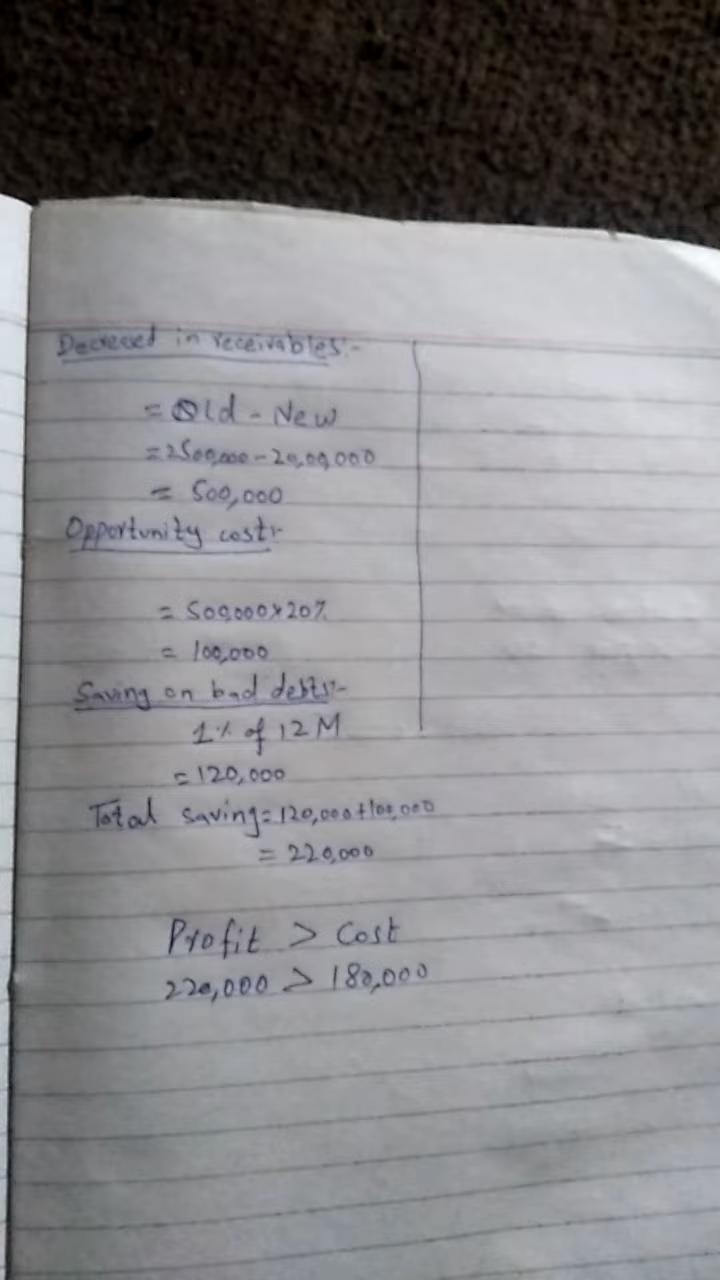 Decresed in receivables:-
= Old - New
= 2500,000 - 20,00,000
= 500,000
Opportunity cost:-
= 500,000 x 20%
= 100,000
Saving on bad debts:-
1% of 12 M
= 120,000
Total saving = 120,000 + 100,000
= 220,000
Profit > Cost
220,000 > 180,000